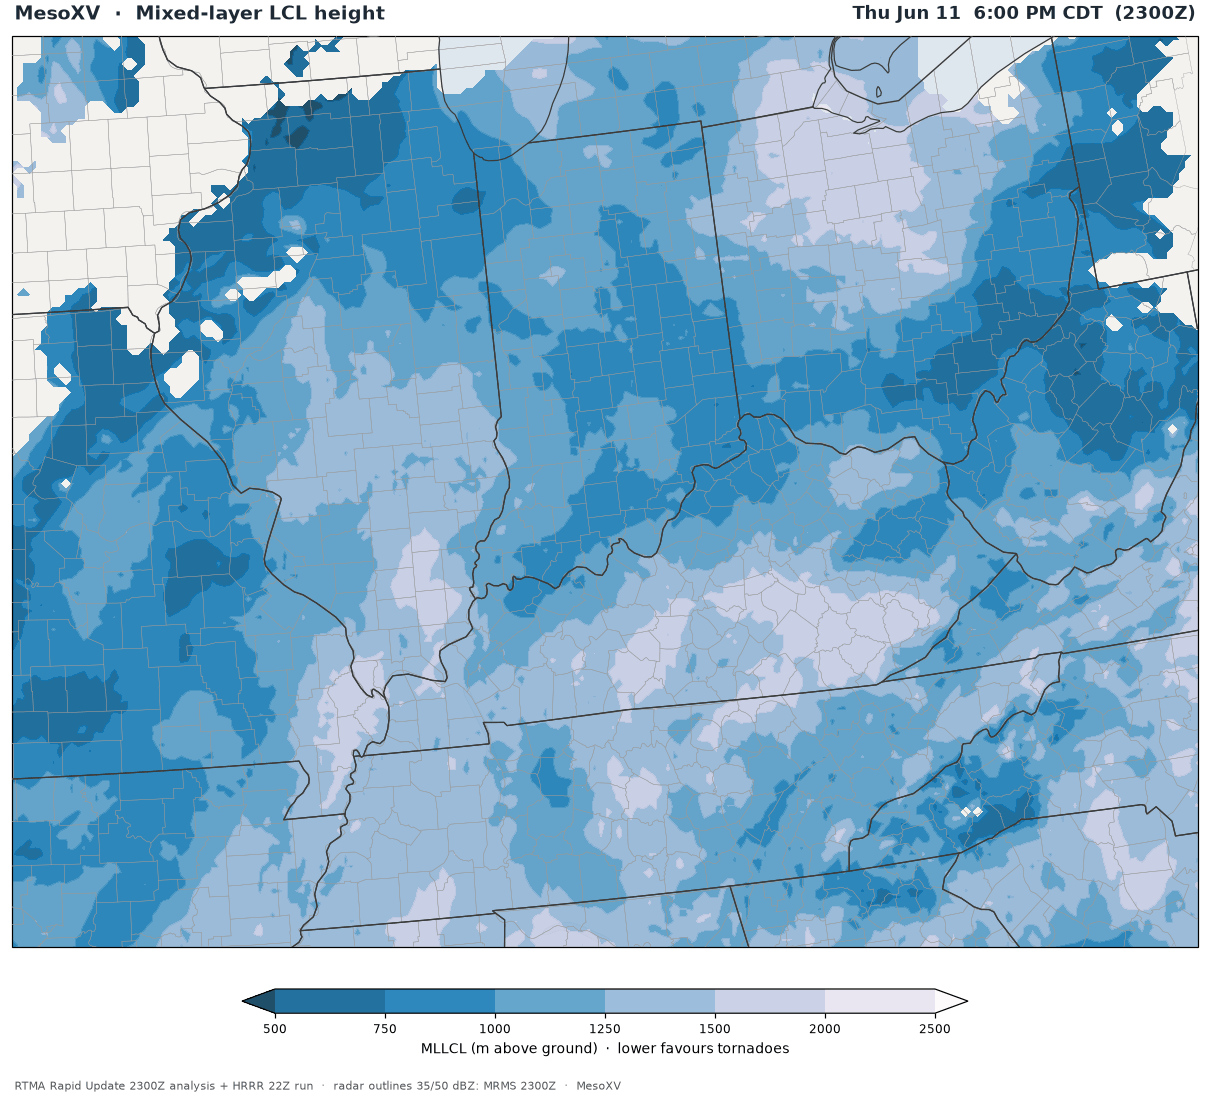 MesoXV · Mixed-layer LCL height
Thu Jun 11 6:00 PM CDT (2300Z)
500 750 1000 1250 1500 2000 2500
MLLCL (m above ground) · lower favours tornadoes
RTMA Rapid Update 2300Z analysis + HRRR 22Z run · radar outlines 35/50 dBZ: MRMS 2300Z · MesoXV